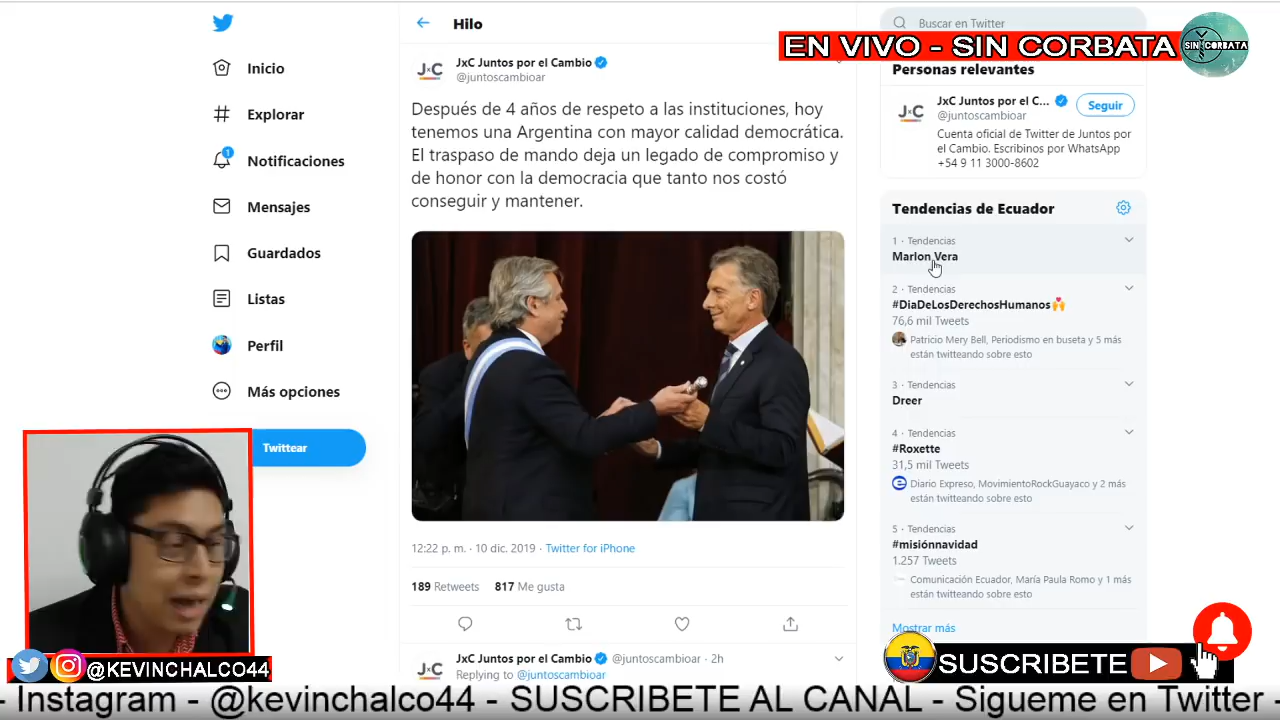 Hilo
Buscar en Twitter
EN VIVO - SIN CORBATA
SIN CORBATA
Inicio
Explorar
1
Notificaciones
Mensajes
Guardados
Listas
Perfil
Más opciones
Twittear
JxC
JxC Juntos por el Cambio
@juntoscambioar
Después de 4 años de respeto a las instituciones, hoy
tenemos una Argentina con mayor calidad democrática.
El traspaso de mando deja un legado de compromiso y
de honor con la democracia que tanto nos costó
conseguir y mantener.
12:22 p. m. · 10 dic. 2019 · Twitter for iPhone
189 Retweets 817 Me gusta
JxC
JxC Juntos por el Cambio @juntoscambioar · 2h
Replying to @juntoscambioar
Personas relevantes
JxC
JxC Juntos por el C...
@juntoscambioar
Seguir
Cuenta oficial de Twitter de Juntos por
el Cambio. Escribinos por WhatsApp
+54 9 11 3000-8602
Tendencias de Ecuador
1 · Tendencias
Marlon Vera
2 · Tendencias
#DiaDeLosDerechosHumanos
76,6 mil Tweets
Patricio Mery Bell, Periodismo en buseta y 5 más
están twitteando sobre esto
3 · Tendencias
Dreer
4 · Tendencias
#Roxette
31,5 mil Tweets
Diario Expreso, MovimientoRockGuayaco y 2 más
están twitteando sobre esto
5 · Tendencias
#misiónnavidad
1.257 Tweets
Comunicación Ecuador, María Paula Romo y 1 más
están twitteando sobre esto
Mostrar más
SUSCRIBETE
@KEVINCHALCO44
- Instagram - @kevinchalco44 - SUSCRIBETE AL CANAL - Sigueme en Twitter -